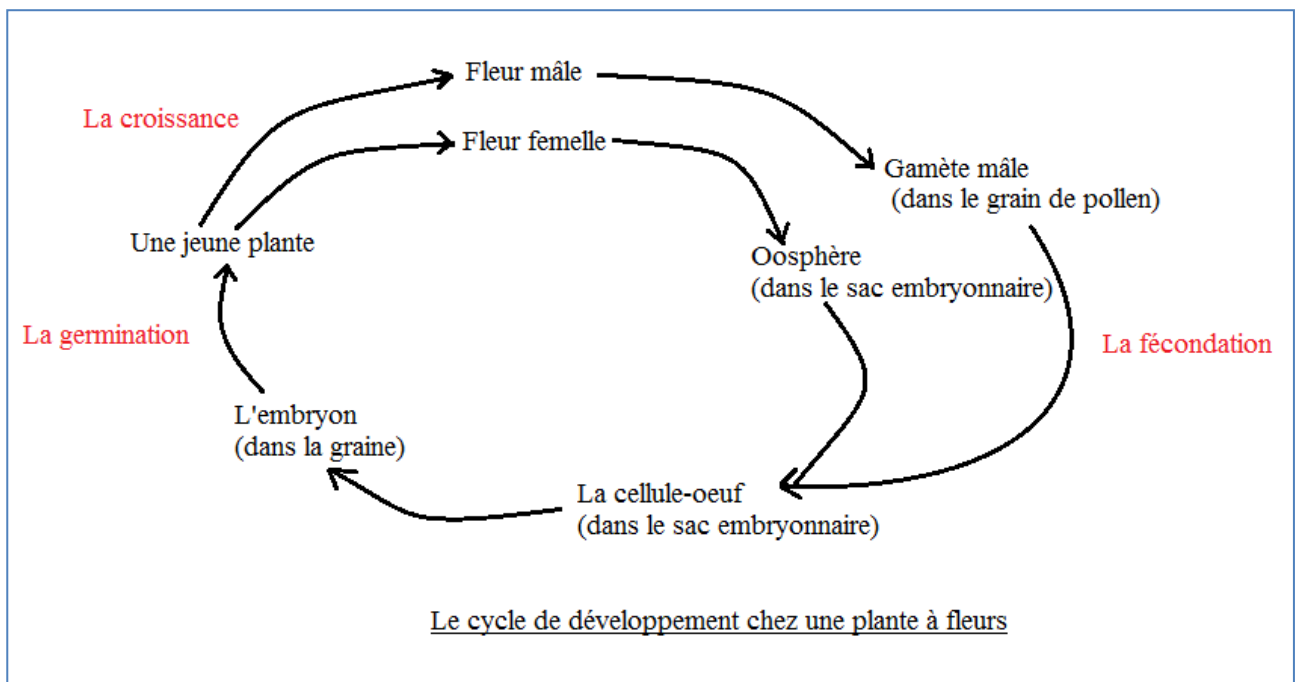 Fleur mâle
La croissance
Fleur femelle
Gamète mâle
(dans le grain de pollen)
Une jeune plante
Oosphère
(dans le sac embryonnaire)
La germination
La fécondation
L'embryon
(dans la graine)
La cellule-oeuf
(dans le sac embryonnaire)
Le cycle de développement chez une plante à fleurs